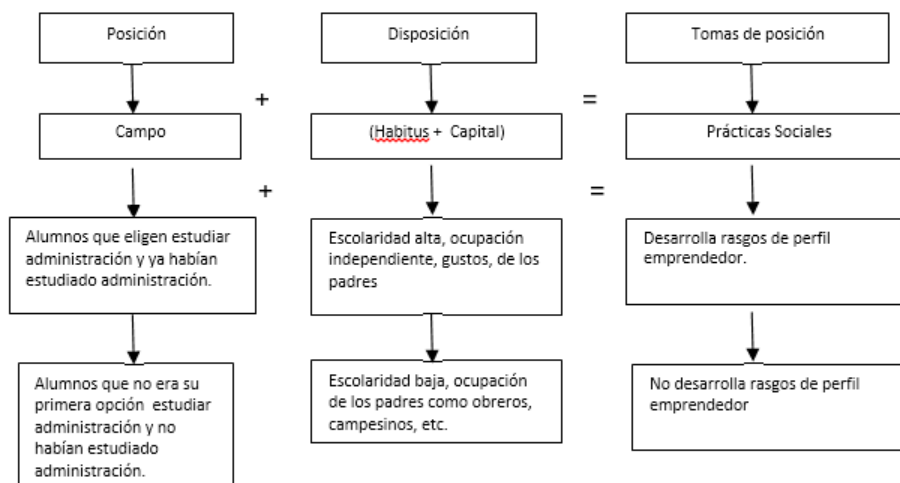 Posición
Disposición
Tomas de posición
+
=
Campo
(Habitus + Capital)
Prácticas Sociales
+
=
Alumnos que eligen estudiar
administración y ya habían
estudiado administración.
Escolaridad alta, ocupación
independiente, gustos, de los
padres
Desarrolla rasgos de perfil
emprendedor.
Alumnos que no era su
primera opción estudiar
administración y no
habían estudiado
administración.
Escolaridad baja, ocupación
de los padres como obreros,
campesinos, etc.
No desarrolla rasgos de perfil
emprendedor